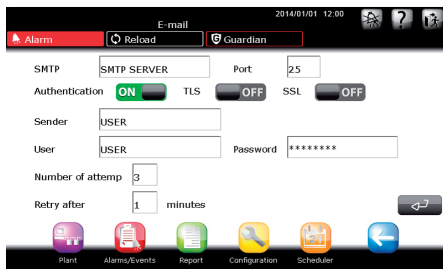 E-mail
2014/01/01 12:00
Alarm Reload Guardian
SMTP SMTP SERVER Port 25
Authentication ON TLS OFF SSL OFF
Sender USER
User USER Password ********
Number of attemp 3
Retry after 1 minutes
Plant Alarms/Events Report Configuration Scheduler